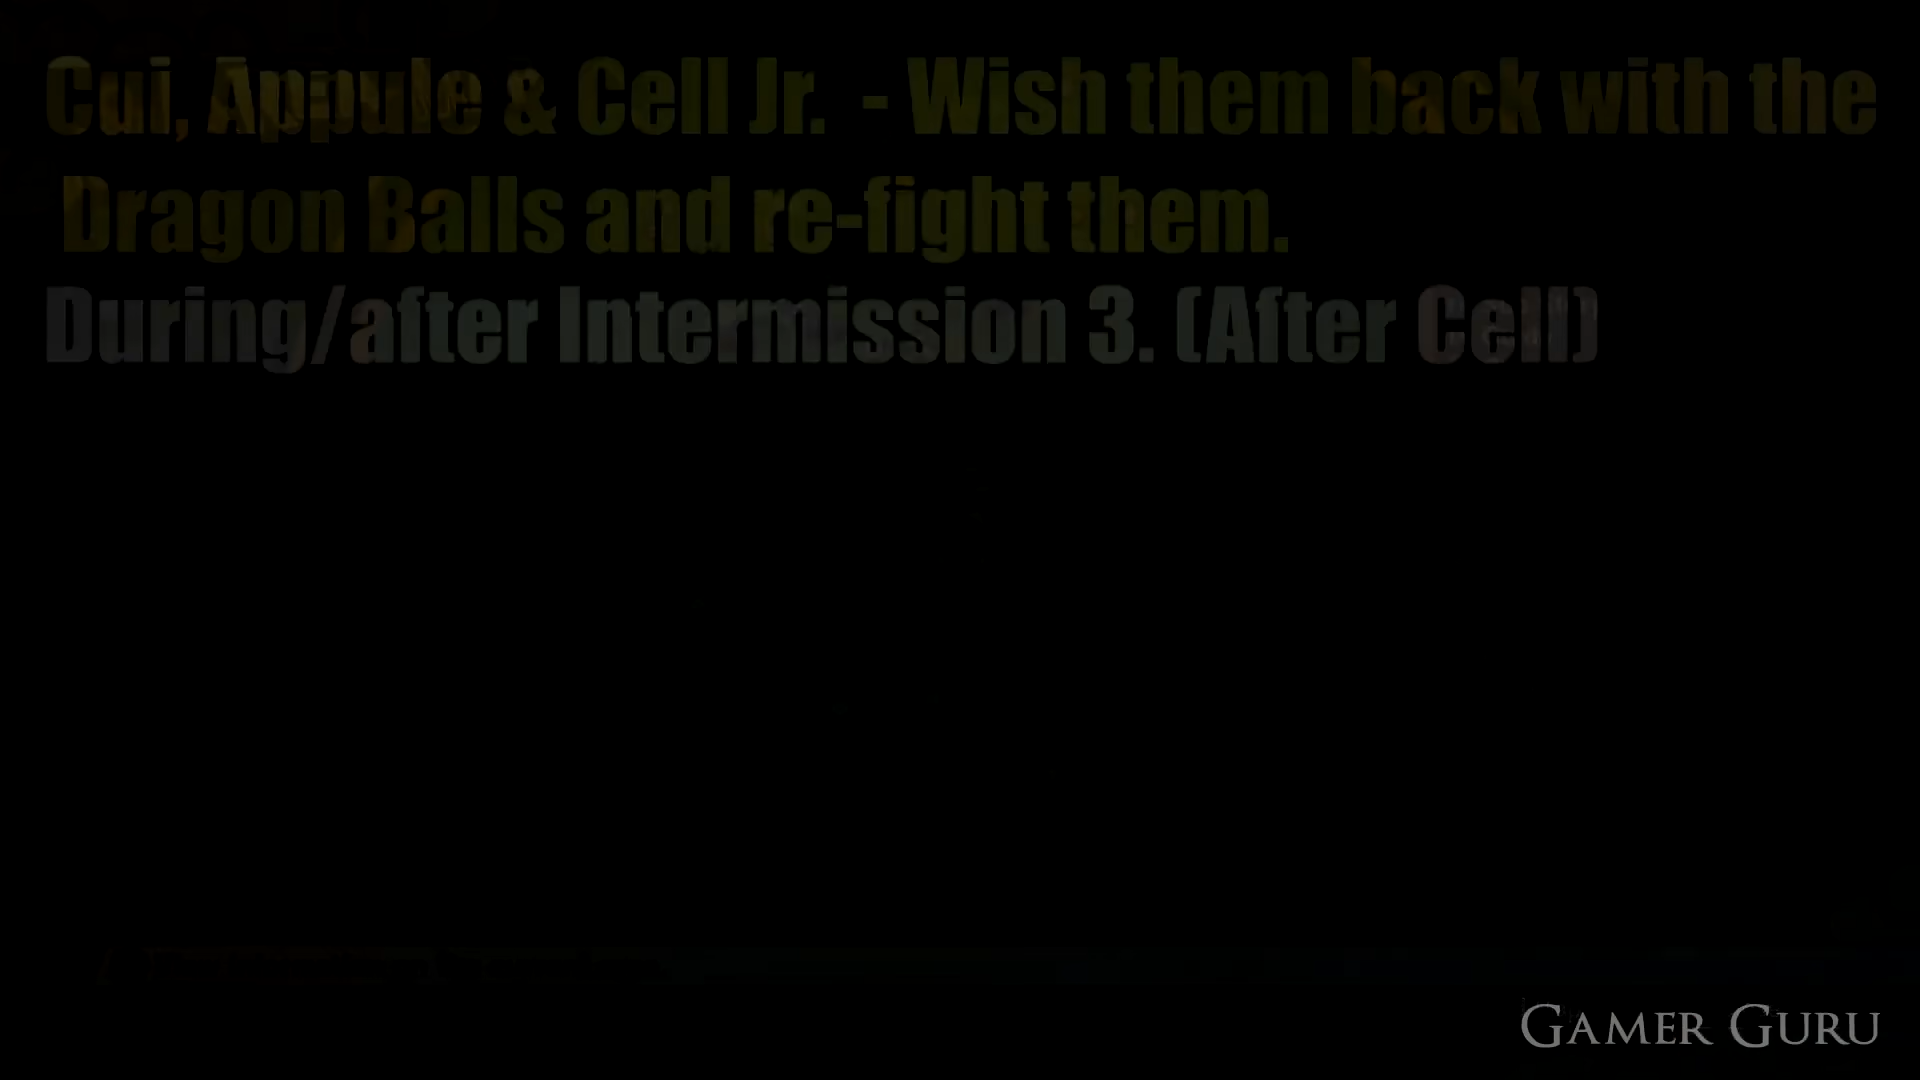 Cui, Appule & Cell Jr.  - Wish them back with the
Dragon Balls and re-fight them.
During/after Intermission 3. (After Cell)
GAMER GURU